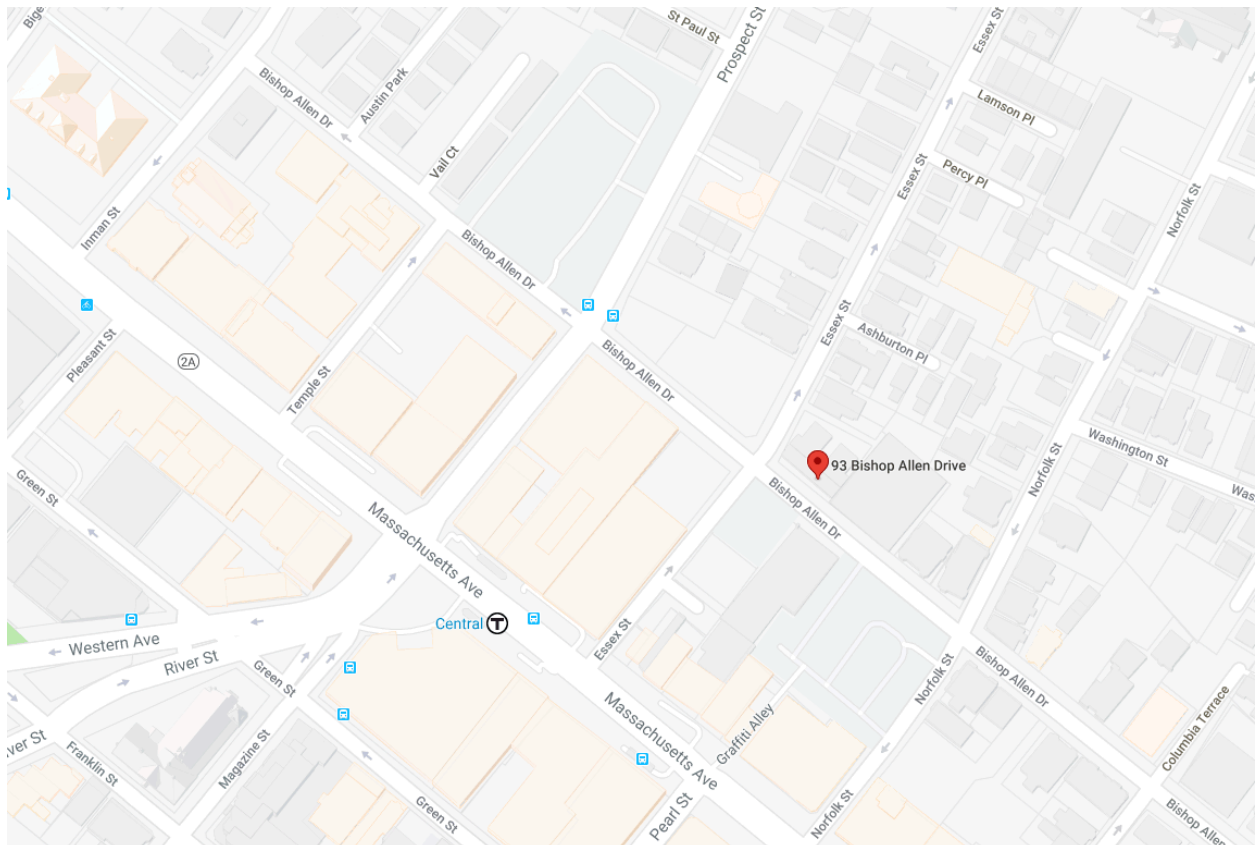 St Paul St
Prospect St
Essex St
Bishop Allen Dr
Austin Park
Vail Ct
Lamson Pl
Essex St
Percy Pl
Norfolk St
Inman St
Bishop Allen Dr
Pleasant St
2A
Temple St
Essex St
Ashburton Pl
Bishop Allen Dr
Washington St
93 Bishop Allen Drive
Norfolk St
Green St
Bishop Allen Dr
Massachusetts Ave
Central
T
Western Ave
River St
Essex St
Green St
Norfolk St
Bishop Allen Dr
Massachusetts Ave
Graffiti Alley
Columbia Terrace
Franklin St
Magazine St
Green St
Pearl St
Norfolk St